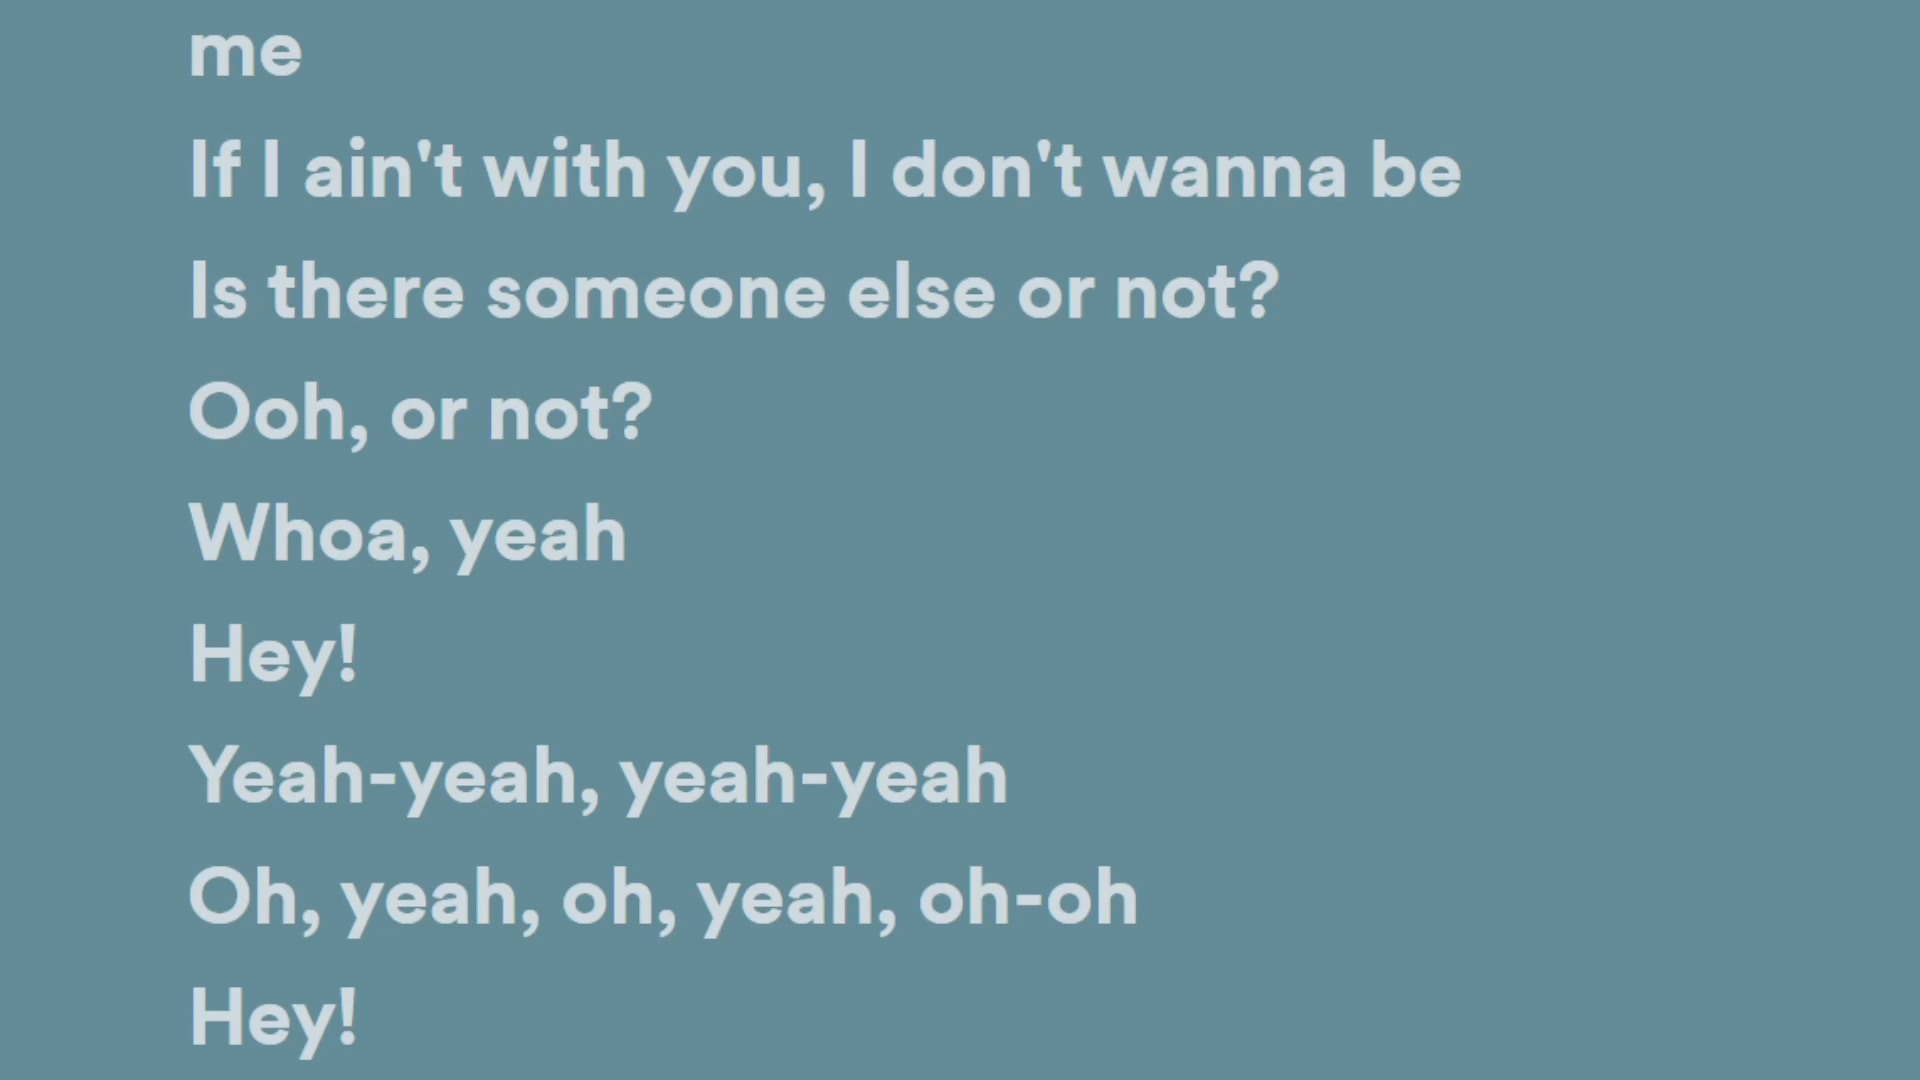 me
If I ain't with you, I don't wanna be
Is there someone else or not?
Ooh, or not?
Whoa, yeah
Hey!
Yeah-yeah, yeah-yeah
Oh, yeah, oh, yeah, oh-oh
Hey!